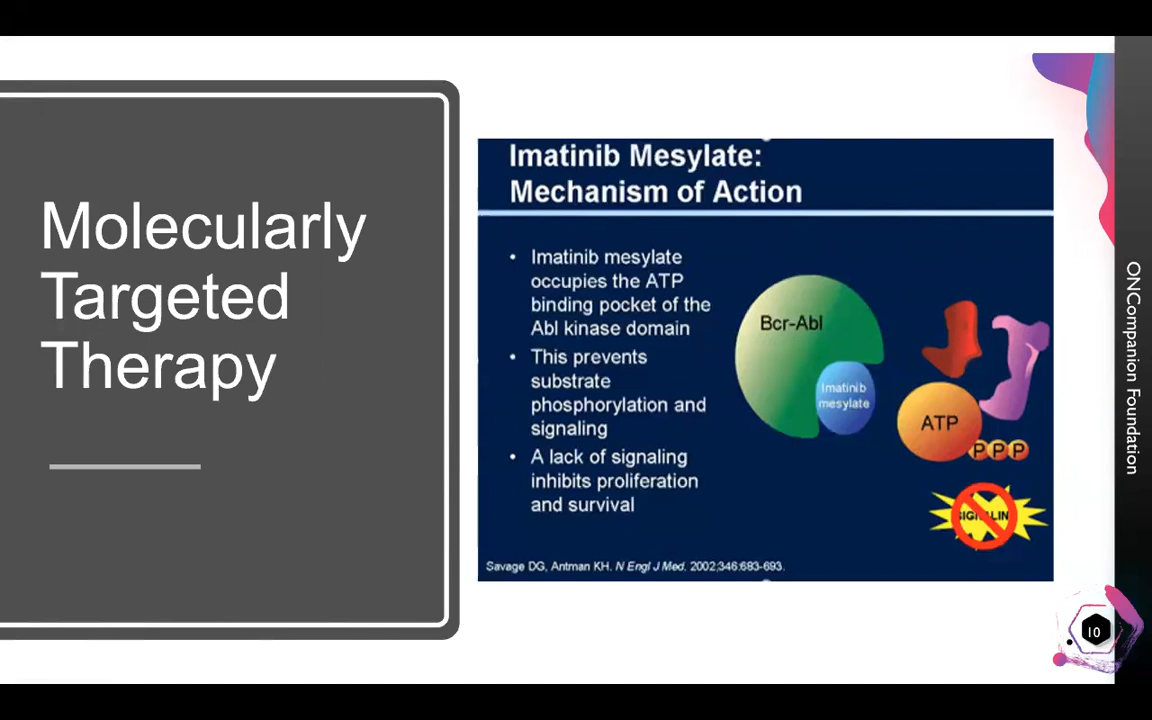 Molecularly
Targeted
Therapy
Imatinib Mesylate:
Mechanism of Action
• Imatinib mesylate
occupies the ATP
binding pocket of the
Abl kinase domain
• This prevents
substrate
phosphorylation and
signaling
• A lack of signaling
inhibits proliferation
and survival
Bcr-Abl
Imatinib
mesylate
ATP
P P P
SIGNALIN
Savage DG, Antman KH. N Engl J Med. 2002;346:683-693.
ONCompanion Foundation
10